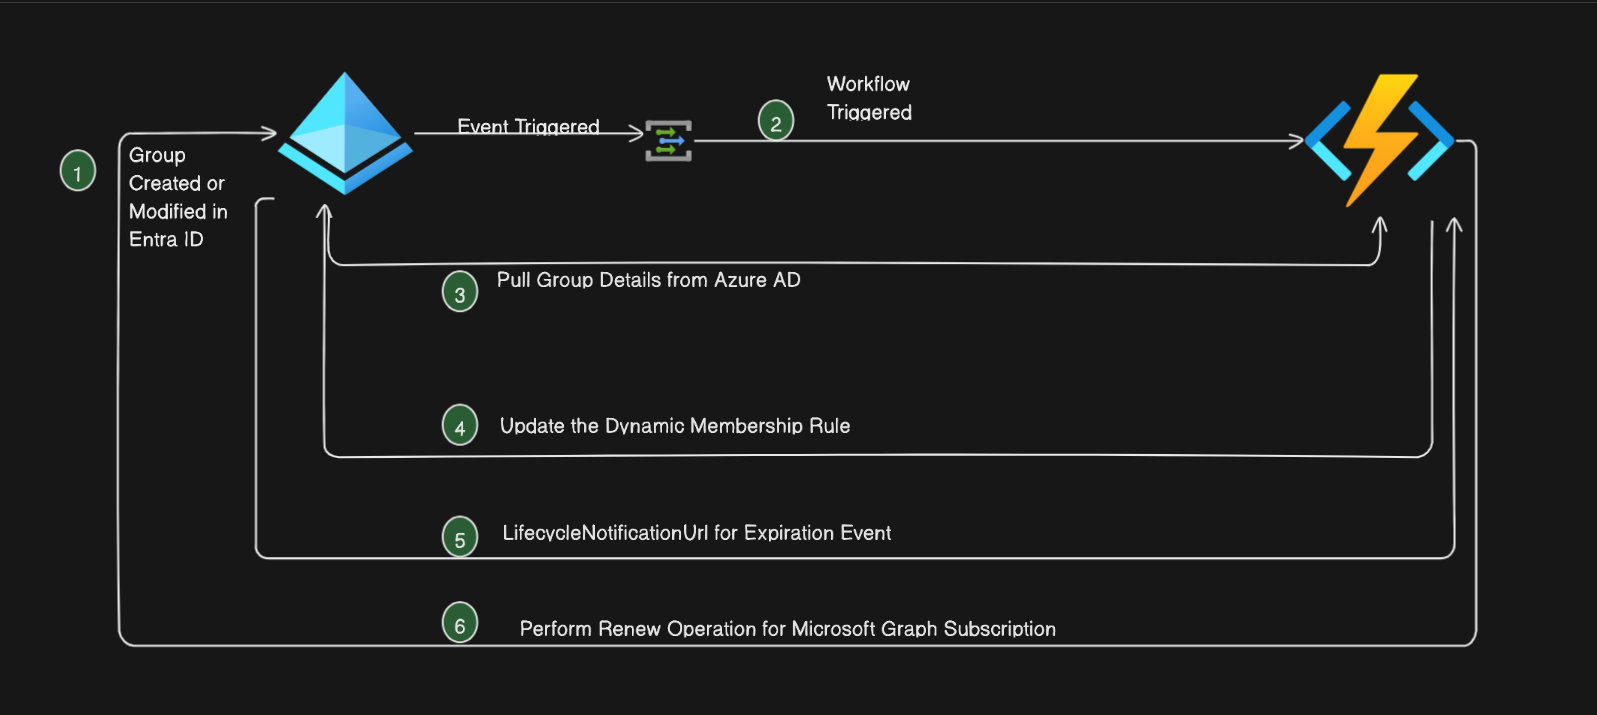 1
Group
Created or
Modified in
Entra ID
Event Triggered
2
Workflow
Triggered
3
Pull Group Details from Azure AD
4
Update the Dynamic Membership Rule
5
LifecycleNotificationUrl for Expiration Event
6
Perform Renew Operation for Microsoft Graph Subscription